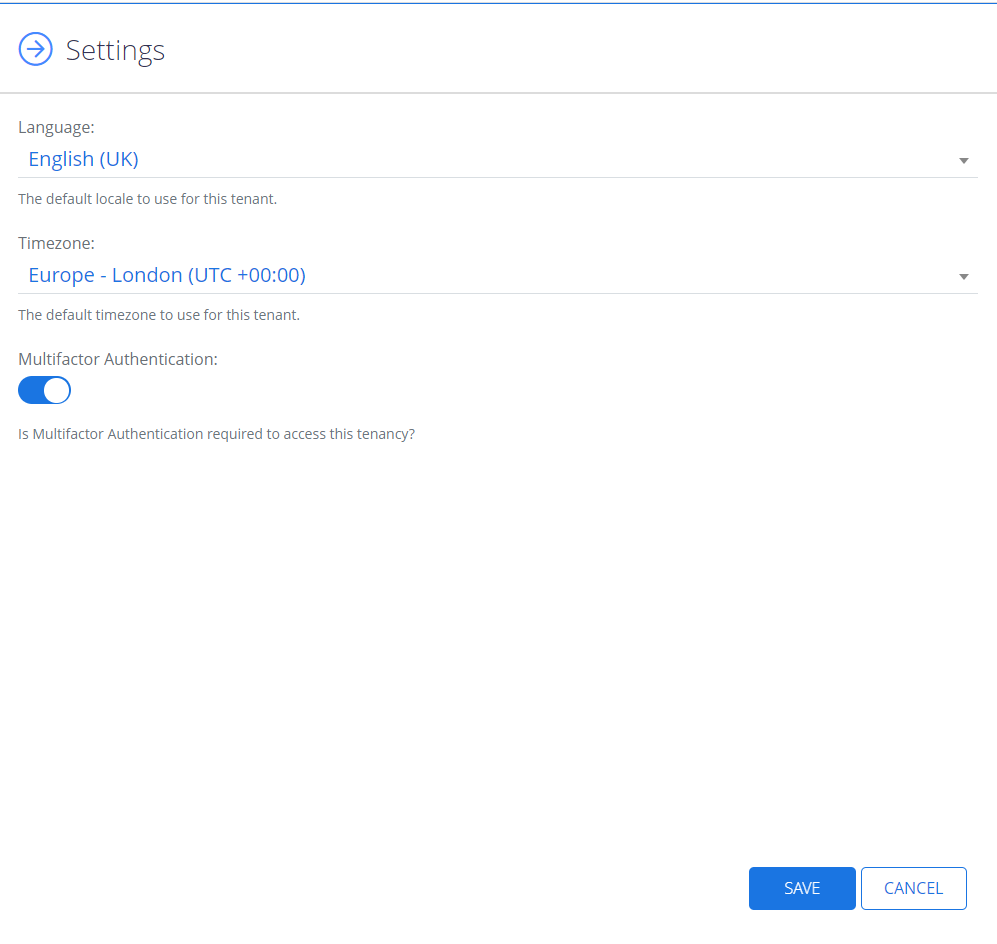 Settings
Language:
English (UK)
The default locale to use for this tenant.
Timezone:
Europe - London (UTC +00:00)
The default timezone to use for this tenant.
Multifactor Authentication:
Is Multifactor Authentication required to access this tenancy?
SAVE CANCEL